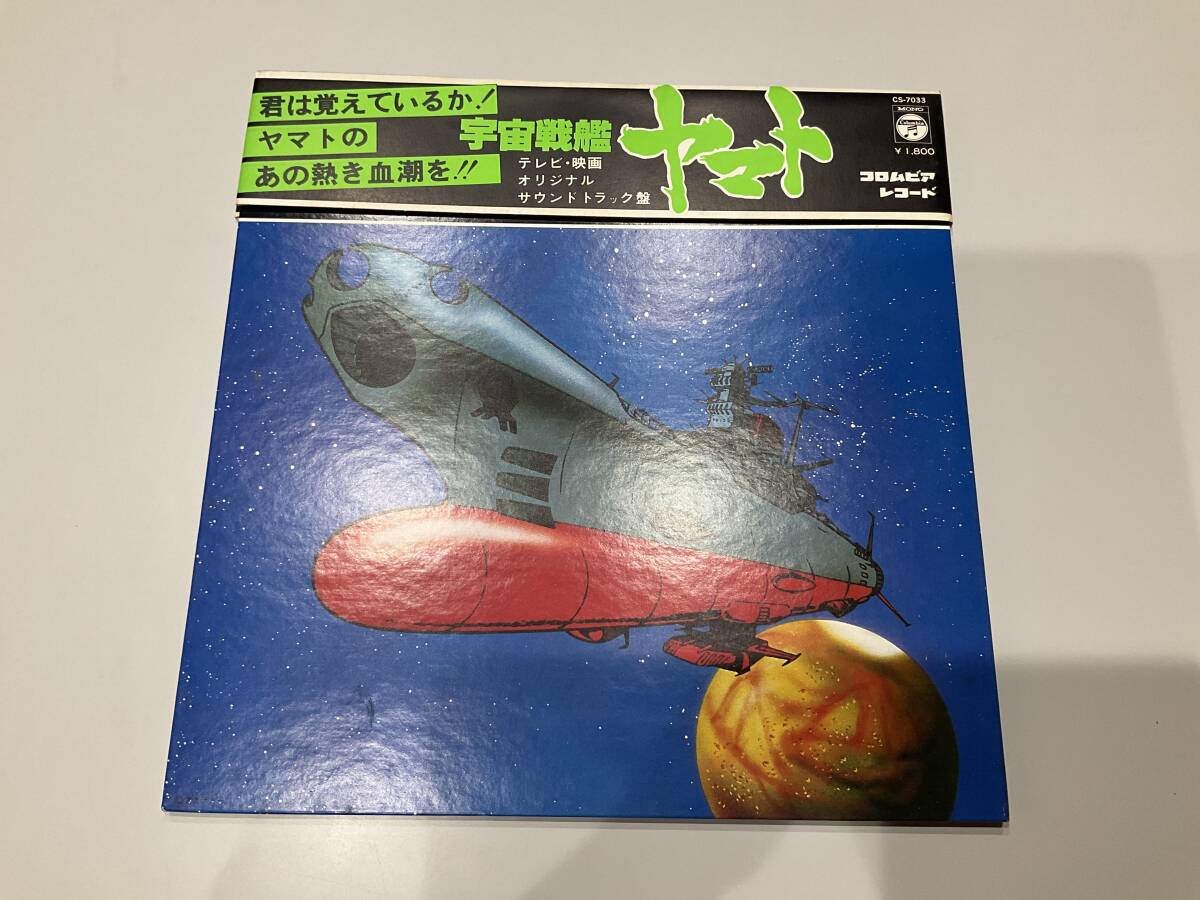 君は覚えているか!
ヤマトの
あの熱き血潮を!!
宇宙戦艦
ヤマト
テレビ・映画
オリジナル
サウンドトラック盤
CS-7033
MONO
Columbia
¥1,800
コロムビア
レコード